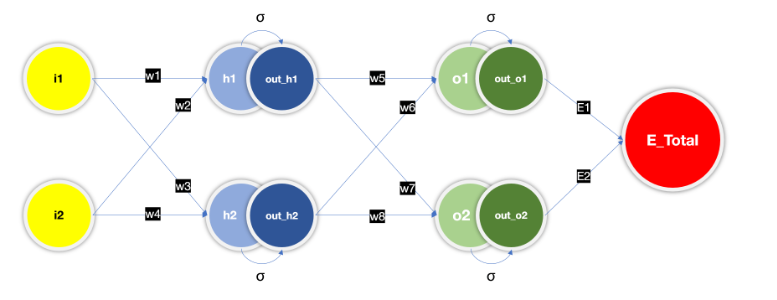 σ
σ
i1
w1
h1
out_h1
w5
o1
out_o1
w2
w6
E1
E_Total
w3
w7
E2
i2
w4
h2
out_h2
w8
o2
out_o2
σ
σ